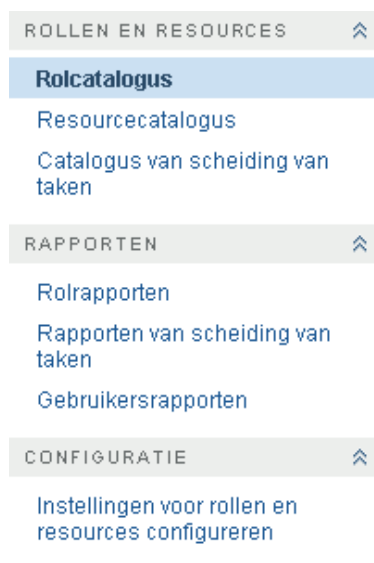 ROLLEN EN RESOURCES
Rolcatalogus
Resourcecatalogus
Catalogus van scheiding van
taken
RAPPORTEN
Rolrapporten
Rapporten van scheiding van
taken
Gebruikersrapporten
CONFIGURATIE
Instellingen voor rollen en
resources configureren